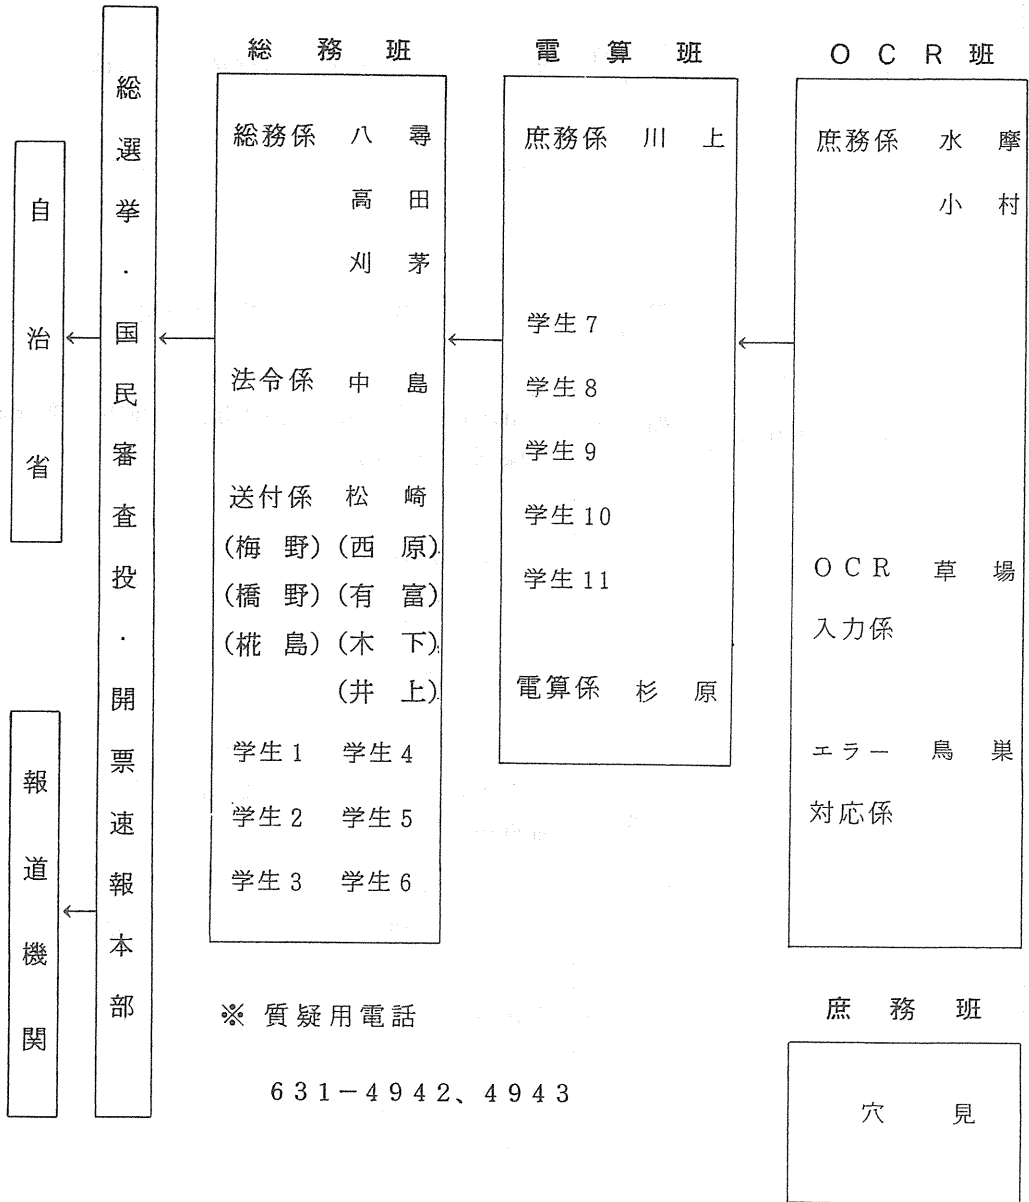 自治省
報道機関
総選挙・国民審査投・開票速報本部
総務班
総務係 八尋
高田
刈茅
法令係 中島
送付係 松崎
(梅野)(西原)
(橋野)(有富)
(椛島)(木下)
(井上)
学生1 学生4
学生2 学生5
学生3 学生6
※ 質疑用電話
631-4942、4943
電算班
庶務係 川上
学生7
学生8
学生9
学生10
学生11
電算係 杉原
OCR班
庶務係 水摩
小村
OCR 草場
入力係
エラー 鳥巣
対応係
庶務班
穴見